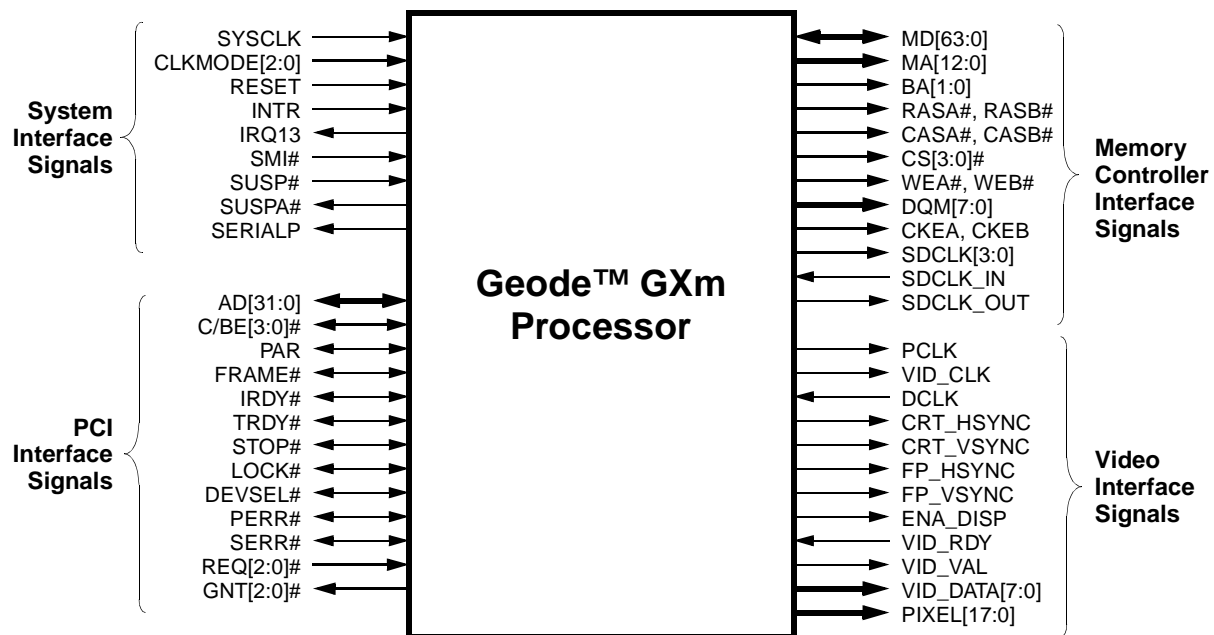 System
Interface
Signals
SYSCLK
CLKMODE[2:0]
RESET
INTR
IRQ13
SMI#
SUSP#
SUSPA#
SERIALP
PCI
Interface
Signals
AD[31:0]
C/BE[3:0]#
PAR
FRAME#
IRDY#
TRDY#
STOP#
LOCK#
DEVSEL#
PERR#
SERR#
REQ[2:0]#
GNT[2:0]#
Geode™ GXm
Processor
MD[63:0]
MA[12:0]
BA[1:0]
RASA#, RASB#
CASA#, CASB#
CS[3:0]#
WEA#, WEB#
DQM[7:0]
CKEA, CKEB
SDCLK[3:0]
SDCLK_IN
SDCLK_OUT
Memory
Controller
Interface
Signals
PCLK
VID_CLK
DCLK
CRT_HSYNC
CRT_VSYNC
FP_HSYNC
FP_VSYNC
ENA_DISP
VID_RDY
VID_VAL
VID_DATA[7:0]
PIXEL[17:0]
Video
Interface
Signals